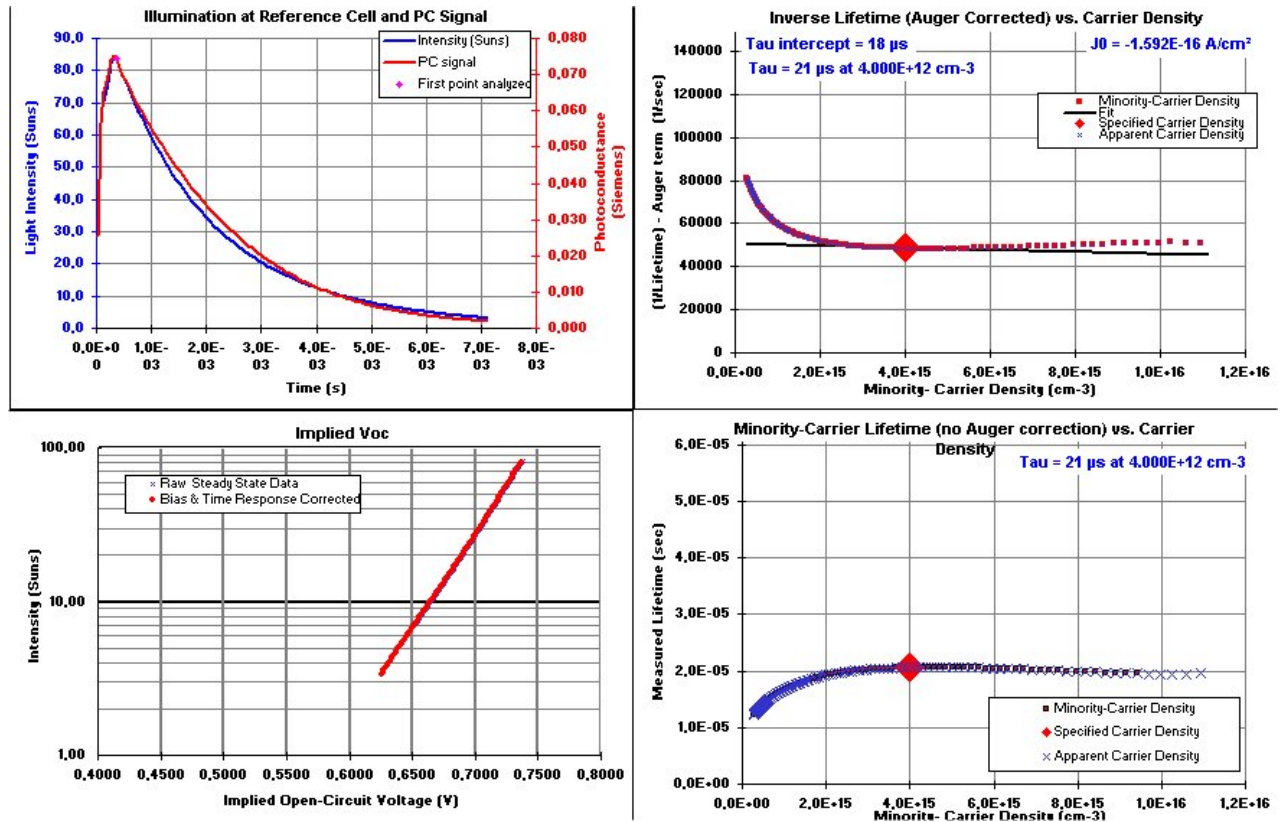 Illumination at Reference Cell and PC Signal
90,0
80,0
70,0
60,0
50,0
40,0
30,0
20,0
10,0
0,0
Light Intensity (Suns)
Intensity (Suns)
PC signal
First point analyzed
0,080
0,070
0,060
0,050
0,040
0,030
0,020
0,010
0,000
Photoconductance
(Siemens)
0,0E+0 1,0E- 2,0E- 3,0E- 4,0E- 5,0E- 6,0E- 7,0E- 8,0E-
0 03 03 03 03 03 03 03 03
Time (s)
Inverse Lifetime (Auger Corrected) vs. Carrier Density
Tau intercept = 18 µs J0 = -1.592E-16 A/cm²
Tau = 21 µs at 4.000E+12 cm-3
140000
120000
100000
80000
60000
40000
20000
0
(1/Lifetime) - Auger term (1/sec)
Minority-Carrier Density
Fit
Specified Carrier Density
Apparent Carrier Density
0,0E+00 2,0E+15 4,0E+15 6,0E+15 8,0E+15 1,0E+16 1,2E+16
Minority- Carrier Density (cm-3)
Implied Voc
100,00
10,00
1,00
Intensity (Suns)
Raw Steady State Data
Bias & Time Response Corrected
0,4000 0,4500 0,5000 0,5500 0,6000 0,6500 0,7000 0,7500 0,8000
Implied Open-Circuit Voltage (V)
Minority-Carrier Lifetime (no Auger correction) vs. Carrier
Density
Tau = 21 µs at 4.000E+12 cm-3
6,0E-05
5,0E-05
4,0E-05
3,0E-05
2,0E-05
1,0E-05
0,0E+00
Measured Lifetime (sec)
Minority-Carrier Density
Specified Carrier Density
Apparent Carrier Density
0,0E+00 2,0E+15 4,0E+15 6,0E+15 8,0E+15 1,0E+16 1,2E+16
Minority- Carrier Density (cm-3)